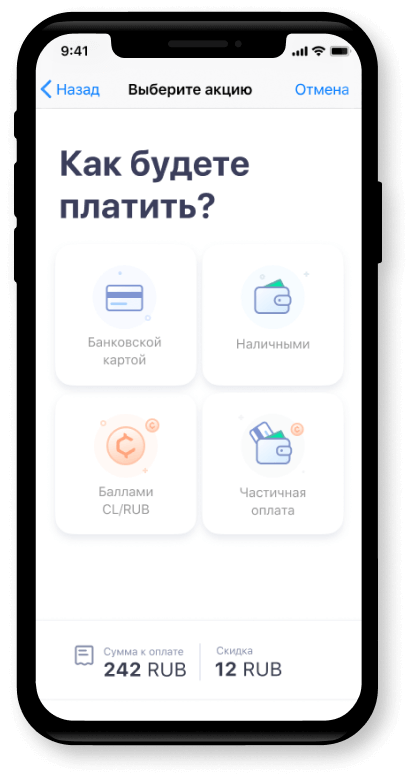 9:41
Назад Выберите акцию Отмена
Как будете
платить?
Банковской
картой
Наличными
Баллами
CL/RUB
Частичная
оплата
Сумма к оплате
242 RUB
Скидка
12 RUB